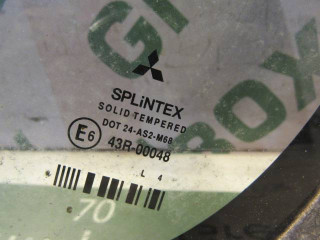 SPLiNTEX
SOLID TEMPERED
DOT 24-AS2-M68
E6 43R-00048
L 4
70